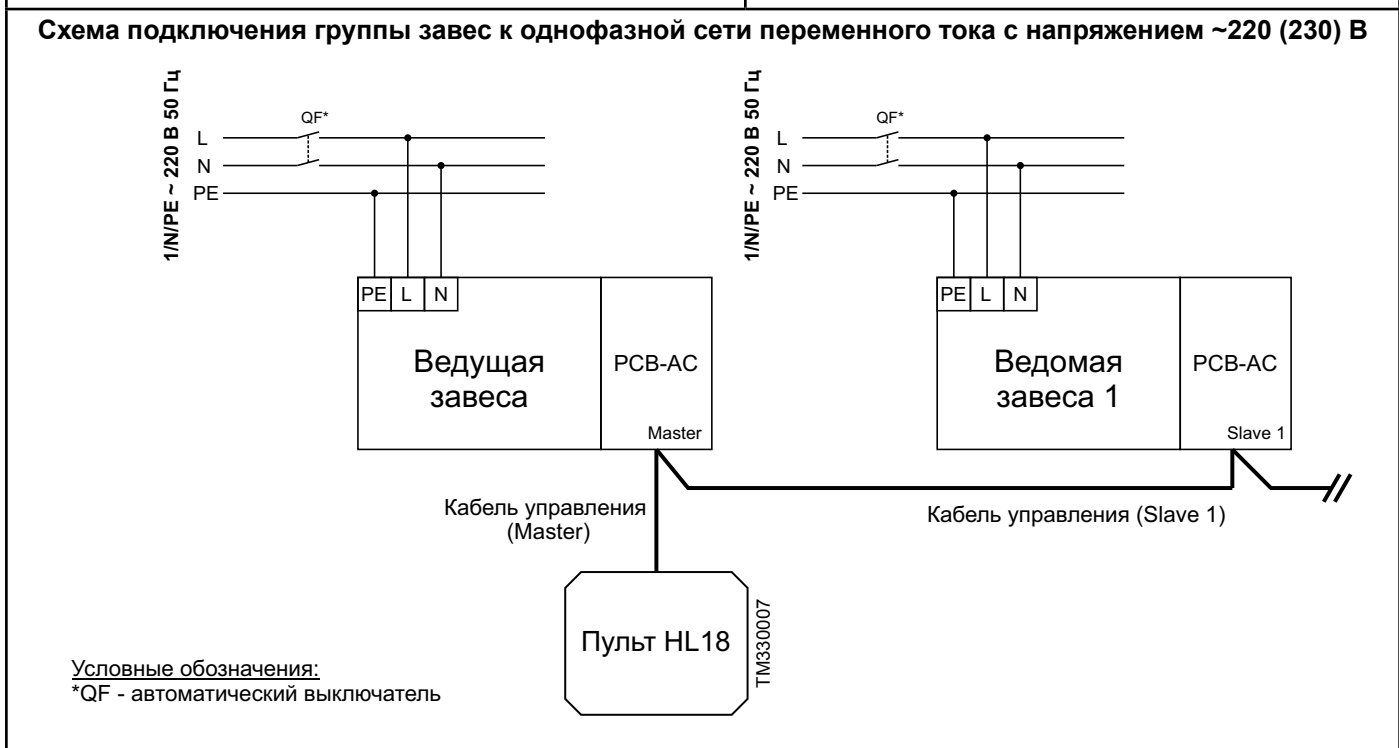 Схема подключения группы завес к однофазной сети переменного тока с напряжением ~220 (230) В
1/N/PE ~ 220 В 50 Гц
QF*
L
N
PE
PE L N
Ведущая
завеса
PCB-AC
Master
1/N/PE ~ 220 В 50 Гц
QF*
L
N
PE
PE L N
Ведомая
завеса 1
PCB-AC
Slave 1
Кабель управления
(Master)
Кабель управления (Slave 1)
Пульт HL18
TM330007
Условные обозначения:
*QF - автоматический выключатель